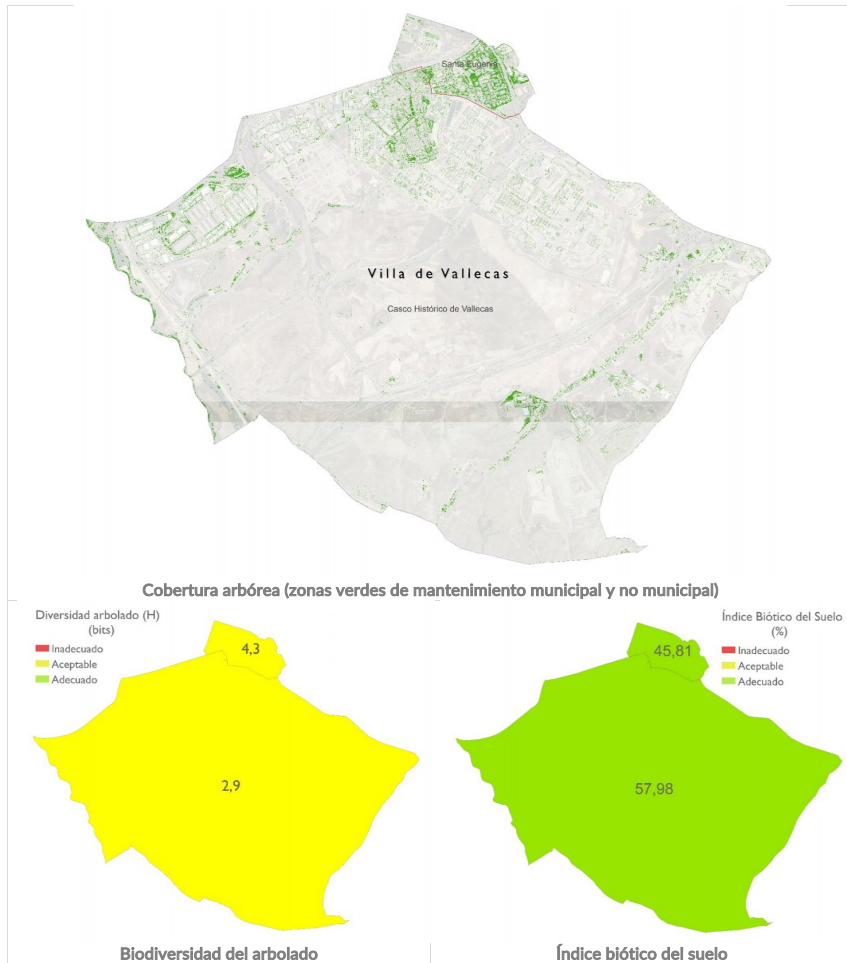 Santa Eugenia
Villa de Vallecas
Casco Histórico de Vallecas
Cobertura arbórea (zonas verdes de mantenimiento municipal y no municipal)
Diversidad arbolado (H)
(bits)
Inadecuado
Aceptable
Adecuado
4,3
2,9
Biodiversidad del arbolado
Índice Biótico del Suelo
(%)
Inadecuado
Aceptable
Adecuado
45,81
57,98
Índice biótico del suelo